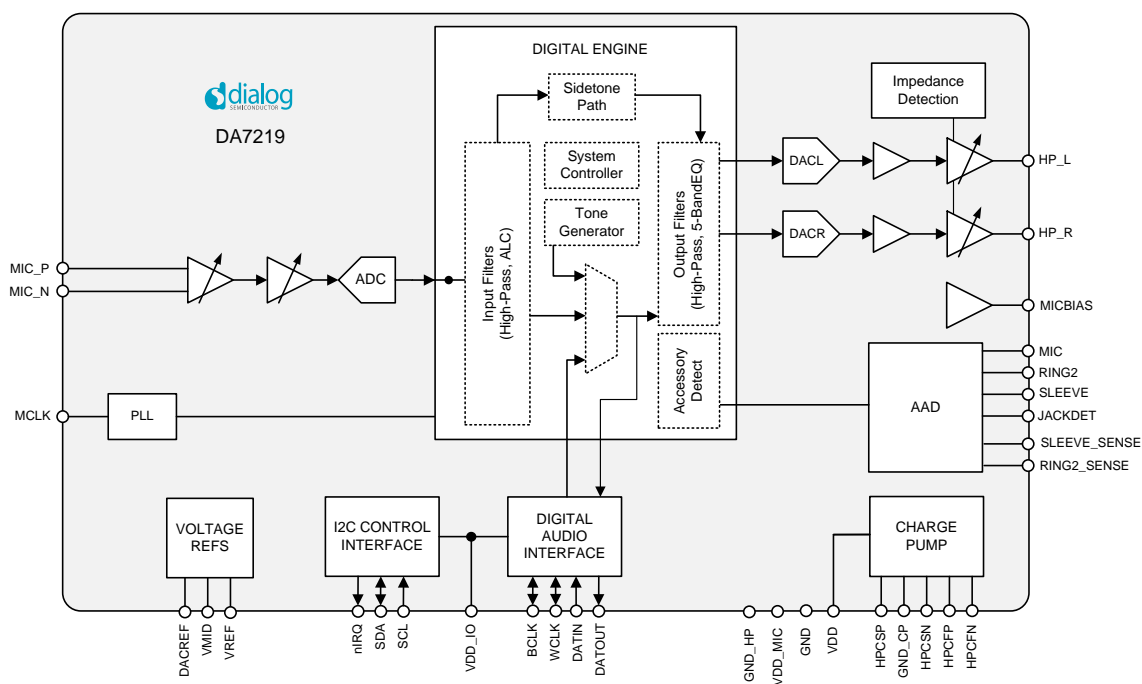 DIGITAL ENGINE
dialog
SEMICONDUCTOR
DA7219
Sidetone
Path
Impedance
Detection
System
Controller
Tone
Generator
Input Filters
(High-Pass, ALC)
Output Filters
(High-Pass, 5-BandEQ)
Accessory
Detect
DACL
DACR
HP_L
HP_R
MIC_P
MIC_N
ADC
MICBIAS
MIC
RING2
SLEEVE
JACKDET
SLEEVE_SENSE
RING2_SENSE
AAD
MCLK
PLL
VOLTAGE
REFS
I2C CONTROL
INTERFACE
DIGITAL
AUDIO
INTERFACE
CHARGE
PUMP
DACREF
VMID
VREF
nIRQ
SDA
SCL
VDD_IO
BCLK
WCLK
DATIN
DATOUT
GND_HP
VDD_MIC
GND
VDD
HPCSP
GND_CP
HPCSN
HPCFP
HPCFN